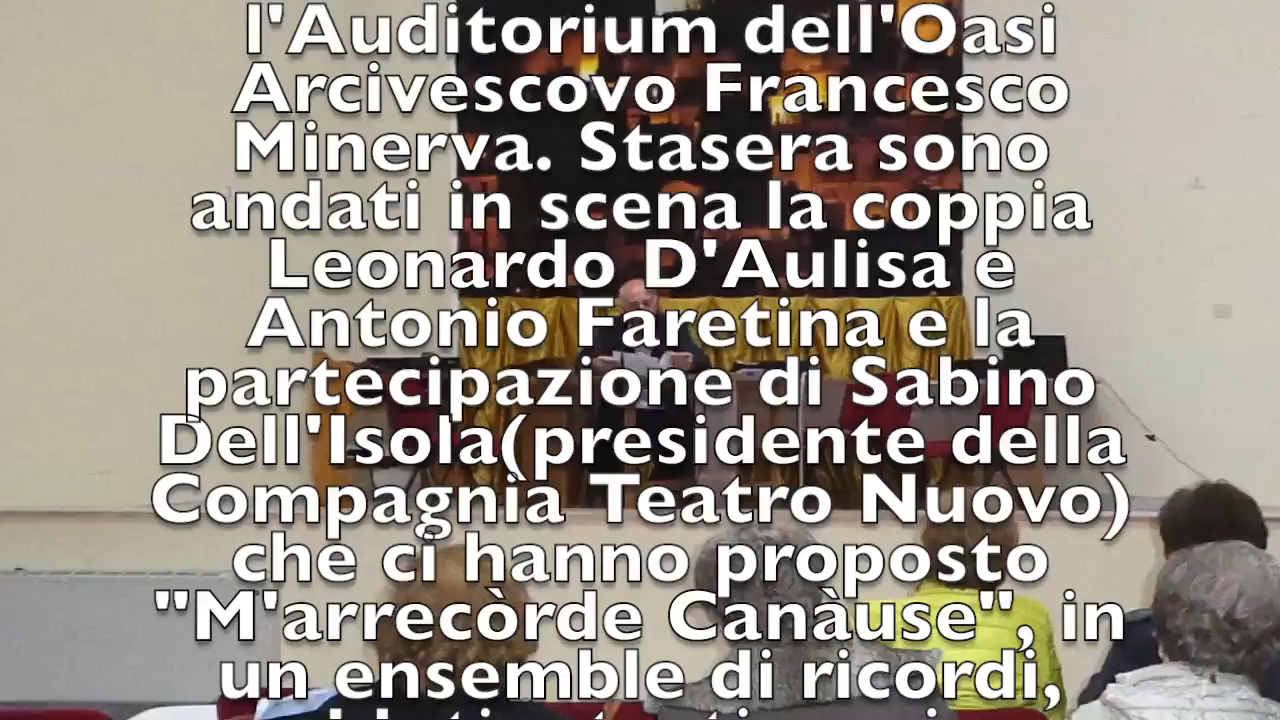 l'Auditorium dell'Oasi
Arcivescovo Francesco
Minerva. Stasera sono
andati in scena la coppia
Leonardo D'Aulisa e
Antonio Faretina e la
partecipazione di Sabino
Dell'Isola(presidente della
Compagnia Teatro Nuovo)
che ci hanno proposto
"M'arrecòrde Canàuse", in
un ensemble di ricordi,